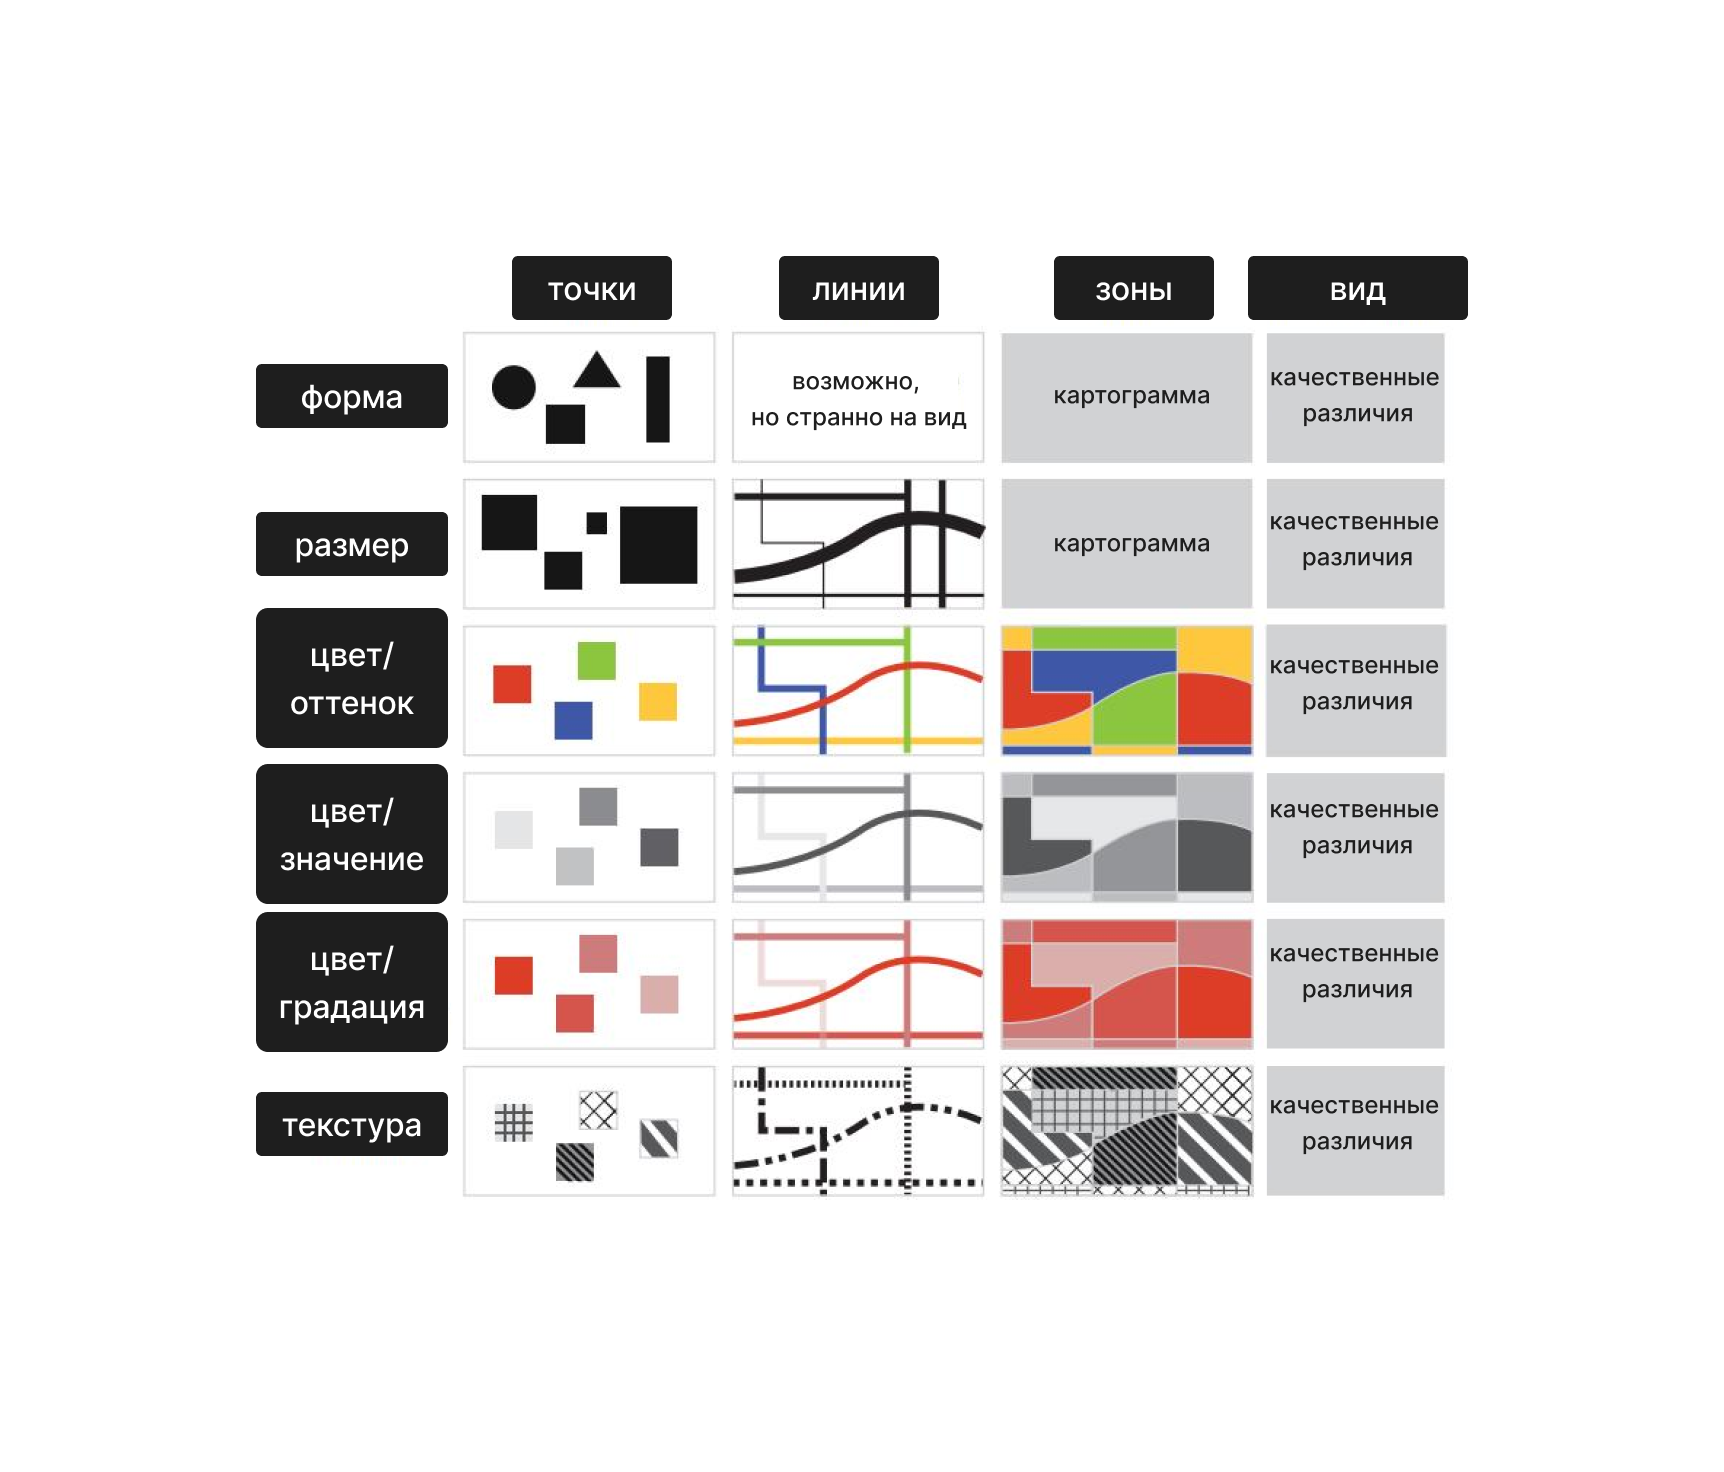 точки
линии
зоны
вид
форма
возможно,
но странно на вид
картограмма
качественные
различия
размер
картограмма
качественные
различия
цвет/
оттенок
качественные
различия
цвет/
значение
качественные
различия
цвет/
градация
качественные
различия
текстура
качественные
различия